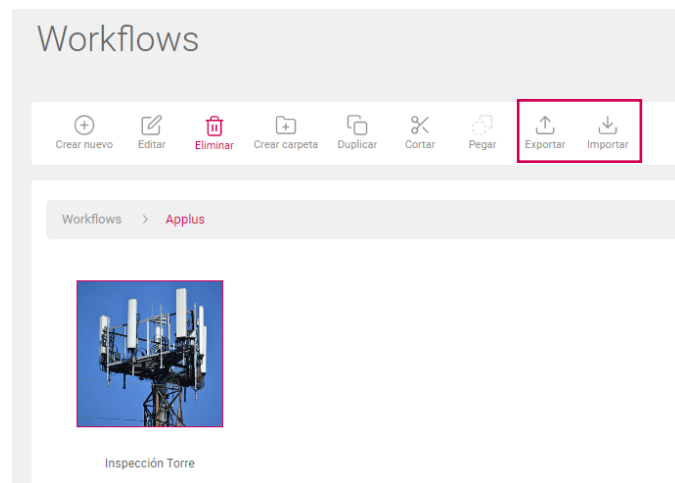 Workflows
Crear nuevo Editar Eliminar Crear carpeta Duplicar Cortar Pegar Exportar Importar
Workflows > Applus
Inspección Torre